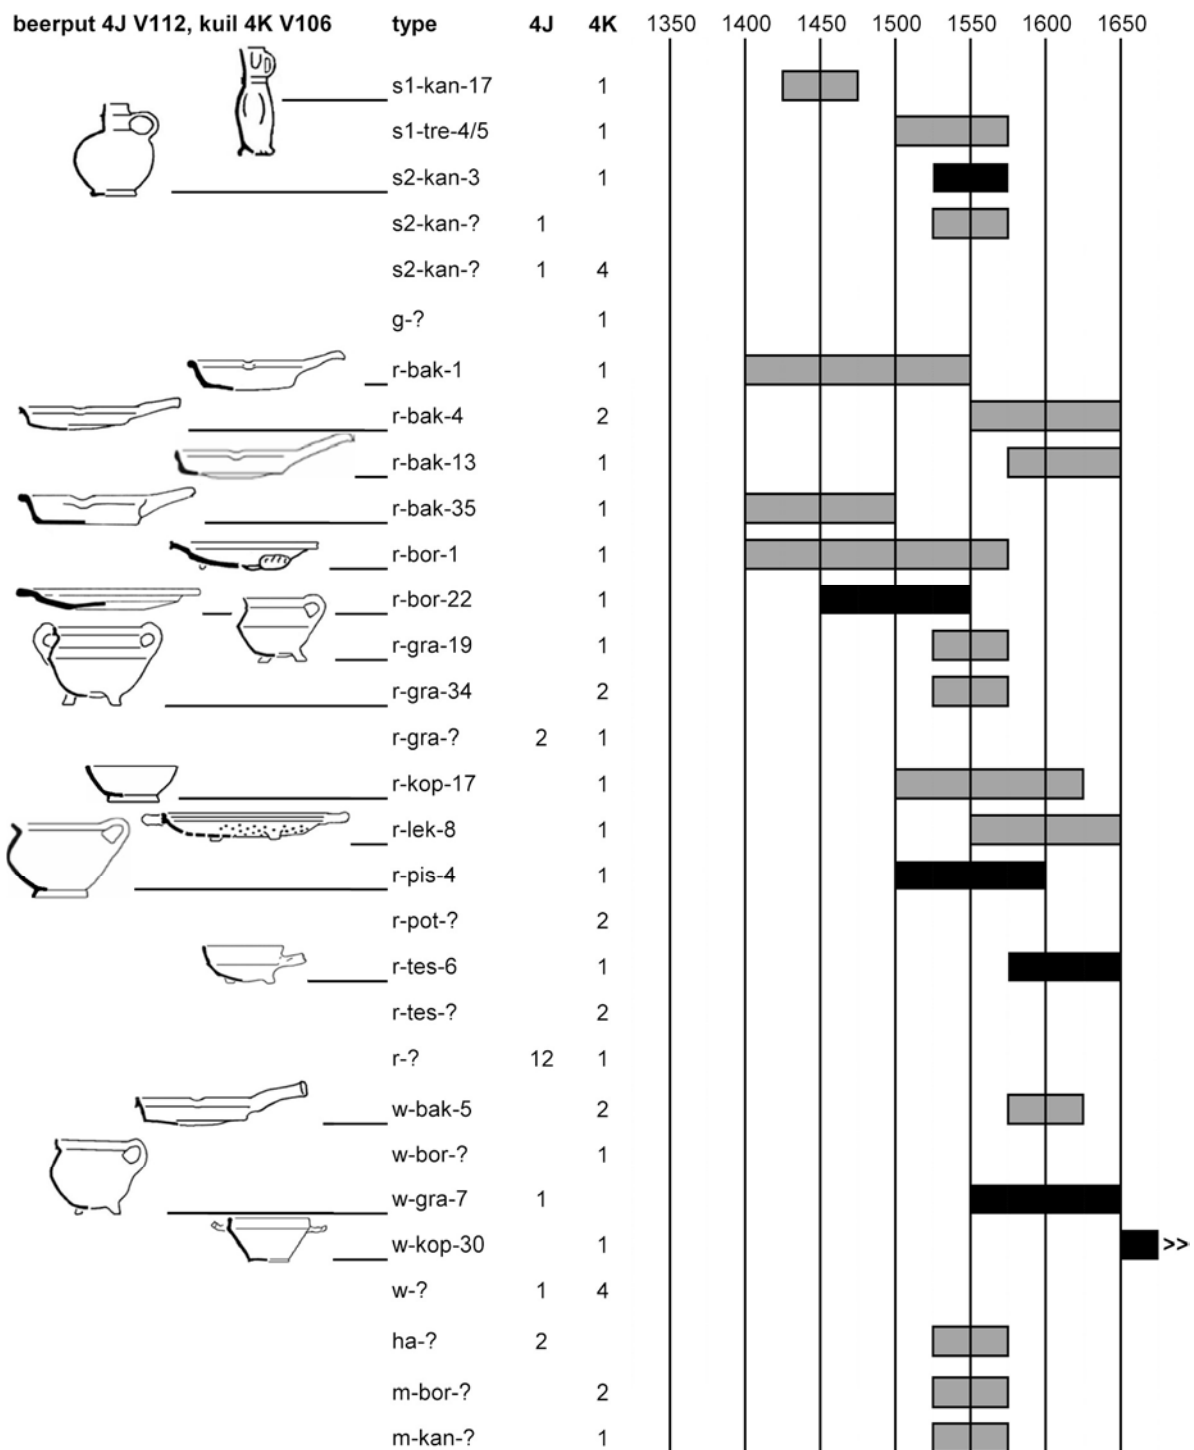 beerput 4J V112, kuil 4K V106 type 4J 4K 1350 1400 1450 1500 1550 1600 1650
s1-kan-17 1
s1-tre-4/5 1
s2-kan-3 1
s2-kan-? 1
s2-kan-? 1 4
g-? 1
r-bak-1 1
r-bak-4 2
r-bak-13 1
r-bak-35 1
r-bor-1 1
r-bor-22 1
r-gra-19 1
r-gra-34 2
r-gra-? 2 1
r-kop-17 1
r-lek-8 1
r-pis-4 1
r-pot-? 2
r-tes-6 1
r-tes-? 2
r-? 12 1
w-bak-5 2
w-bor-? 1
w-gra-7 1
w-kop-30 1 >>
w-? 1 4
ha-? 2
m-bor-? 2
m-kan-? 1